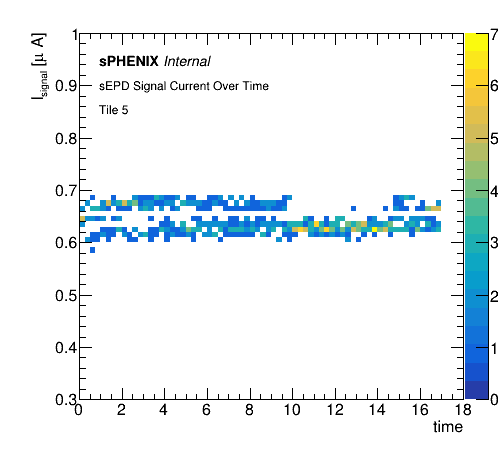 sPHENIX Internal
sEPD Signal Current Over Time
Tile 5
I_signal [μ A]
1
0.9
0.8
0.7
0.6
0.5
0.4
0.3
0 2 4 6 8 10 12 14 16 18
time
7
6
5
4
3
2
1
0